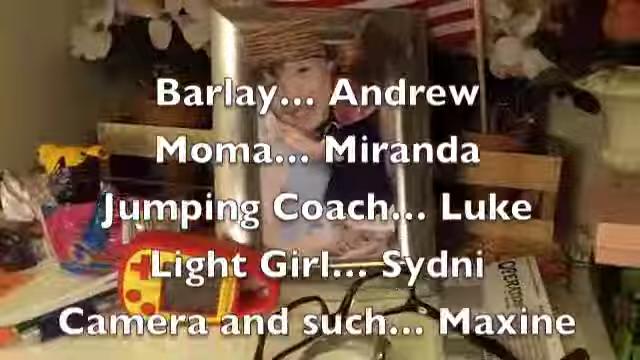 Barlay... Andrew
Moma... Miranda
Jumping Coach... Luke
Light Girl... Sydni
Camera and such... Maxine